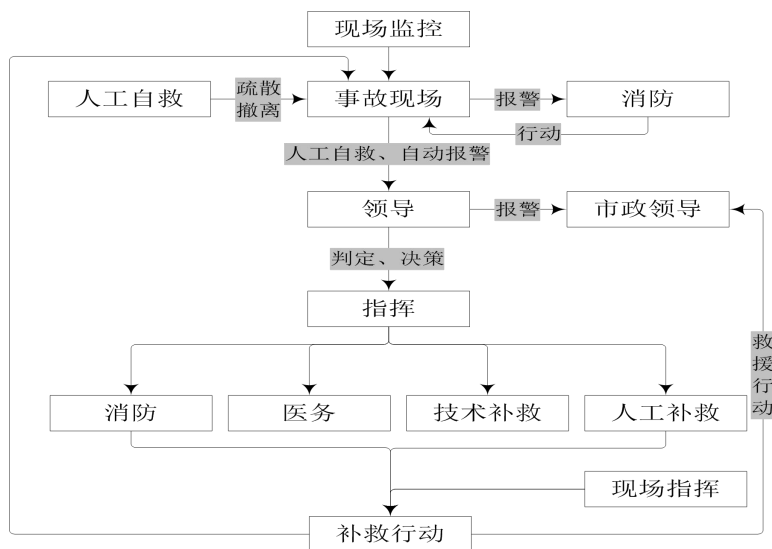 现场监控
人工自救
疏散
撤离
事故现场
报警
消防
行动
人工自救、自动报警
领导
报警
市政领导
判定、决策
指挥
救
援
行
动
消防
医务
技术补救
人工补救
现场指挥
补救行动